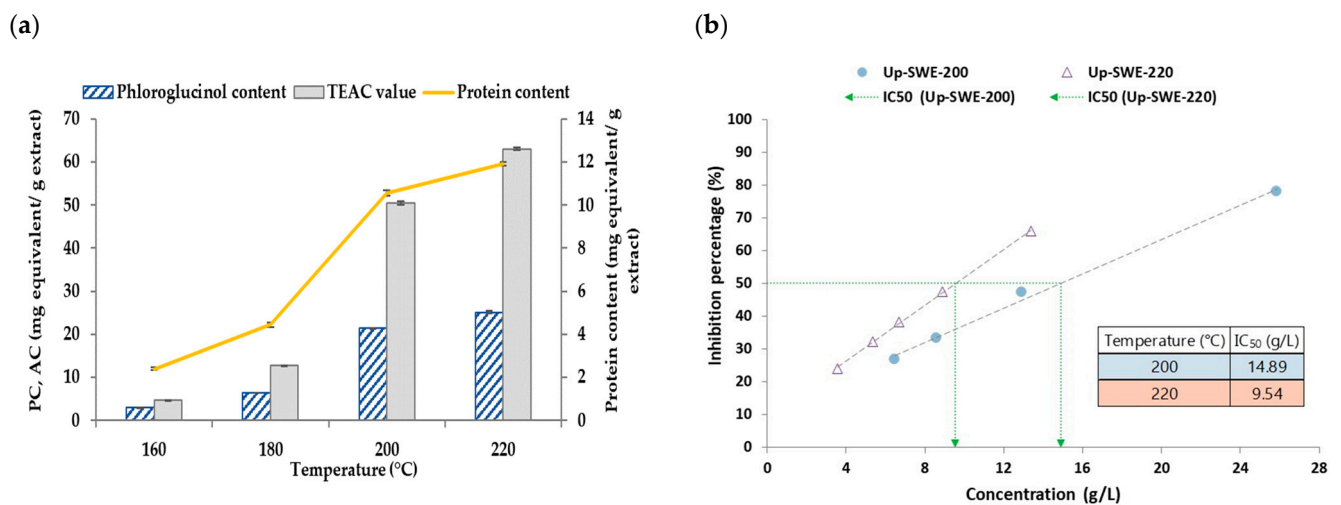 (a)
Phloroglucinol content TEAC value Protein content
PC, AC (mg equivalent/ g extract)
70
60
50
40
30
20
10
0
14
12
10
8
6
4
2
0
Protein content (mg equivalent/ g
extract)
160 180 200 220
Temperature (°C)
(b)
Up-SWE-200 Up-SWE-220
IC50 (Up-SWE-200) IC50 (Up-SWE-220)
Inhibition percentage (%)
100
90
80
70
60
50
40
30
20
10
0
Temperature (°C) IC50 (g/L)
200 14.89
220 9.54
0 4 8 12 16 20 24 28
Concentration (g/L)